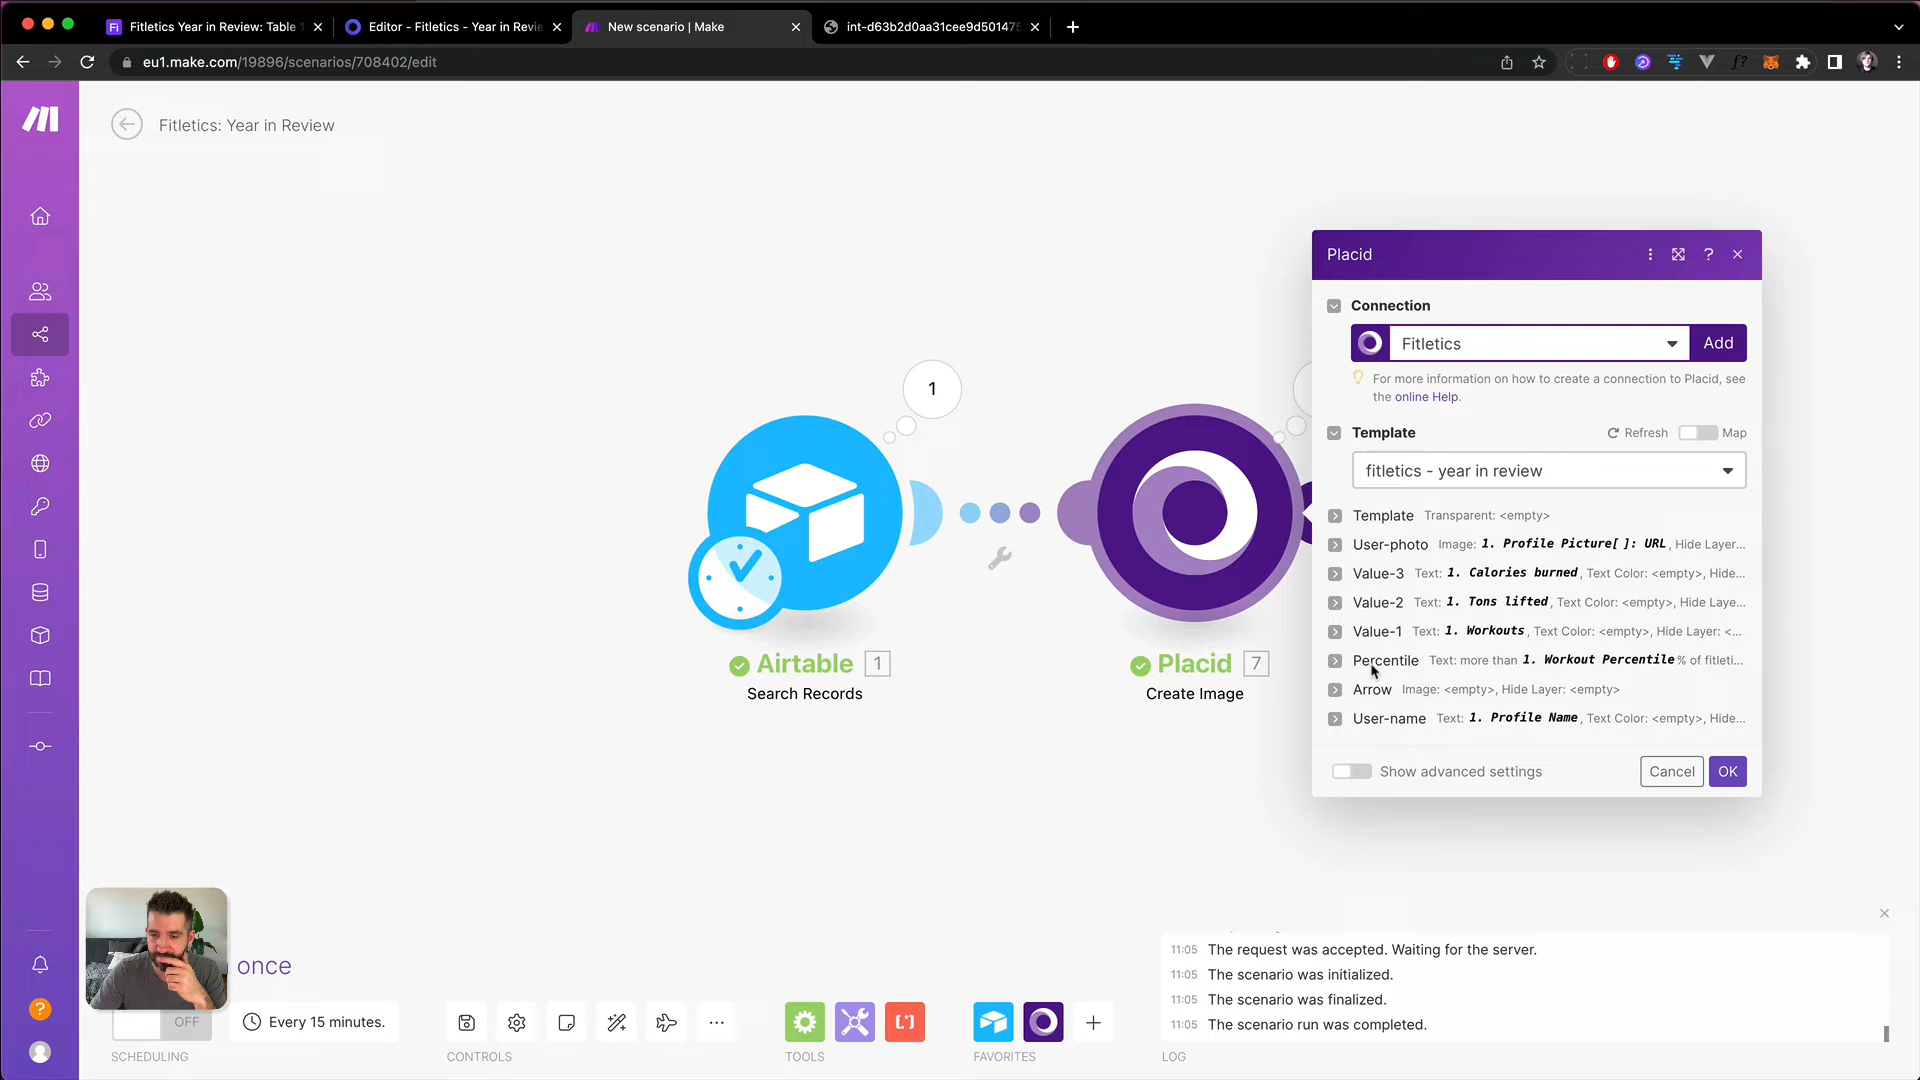 Fitletics Year in Review: Table 1
Editor - Fitletics - Year in Revie
New scenario | Make
int-d63b2d0aa31cee9d501475
eu1.make.com/19896/scenarios/708402/edit
Fitletics: Year in Review
Placid
Connection
Fitletics
Add
For more information on how to create a connection to Placid, see
the online Help.
Template
Refresh
Map
fitletics - year in review
Template Transparent: <empty>
User-photo Image: 1. Profile Picture[ ]: URL, Hide Layer...
Value-3 Text: 1. Calories burned, Text Color: <empty>, Hide...
Value-2 Text: 1. Tons lifted, Text Color: <empty>, Hide Laye...
Value-1 Text: 1. Workouts, Text Color: <empty>, Hide Layer: <...
Percentile Text: more than 1. Workout Percentile% of fitleti...
Arrow Image: <empty>, Hide Layer: <empty>
User-name Text: 1. Profile Name, Text Color: <empty>, Hide...
Show advanced settings
Cancel
OK
1
Airtable 1
Search Records
Placid 7
Create Image
once
OFF
Every 15 minutes.
SCHEDULING
CONTROLS
TOOLS
FAVORITES
LOG
11:05 The request was accepted. Waiting for the server.
11:05 The scenario was initialized.
11:05 The scenario was finalized.
11:05 The scenario run was completed.